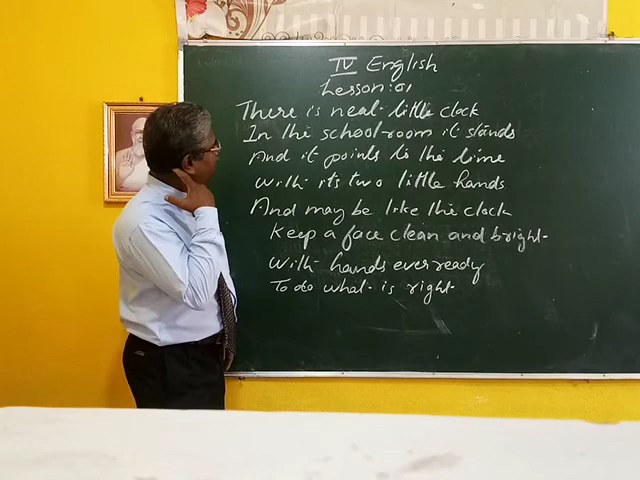 IV English
Lesson: 01
There is neat little clock
In the schoolroom it stands
And it points to the time
with its two little hands
And may be like the clock
Keep a face clean and bright
with hands ever ready
To do what is right